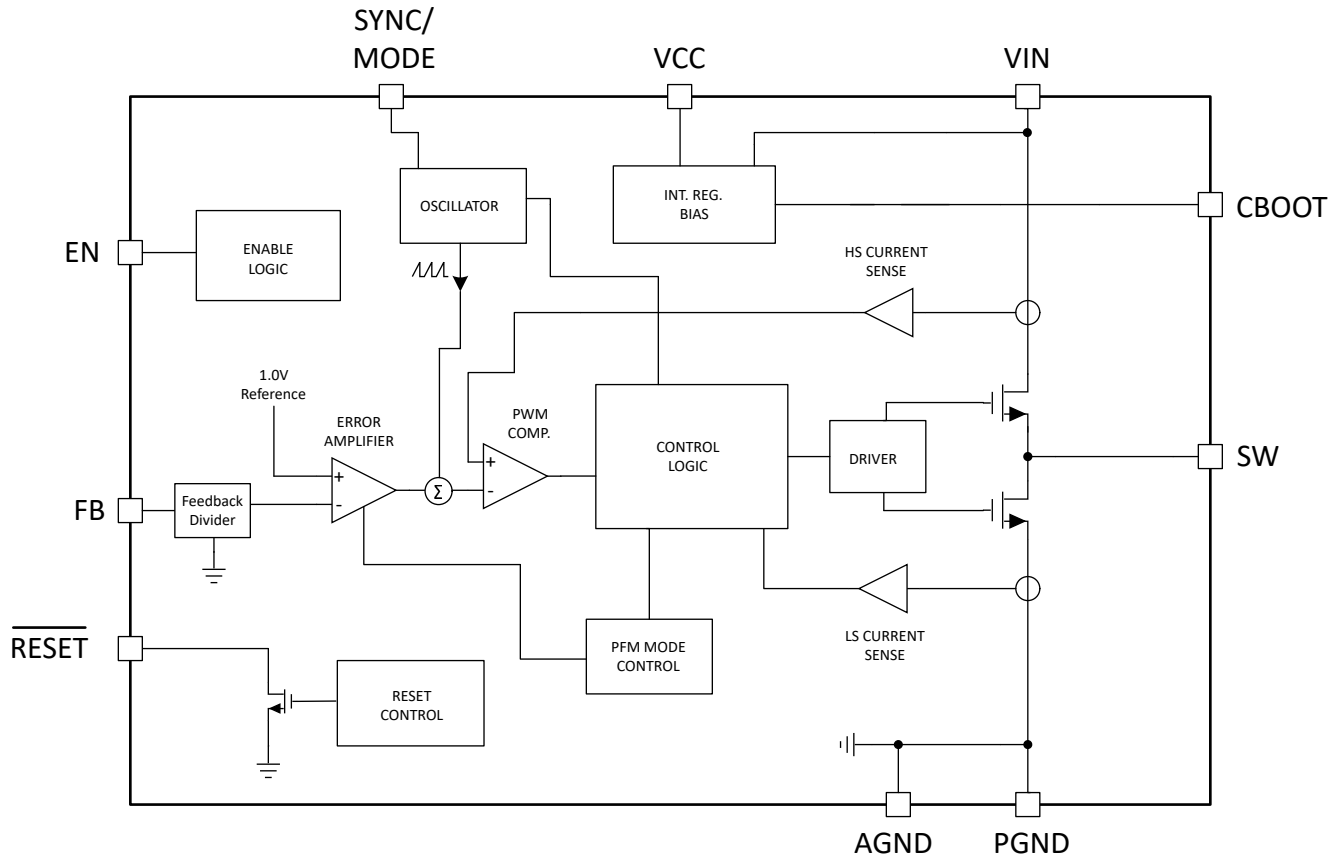 SYNC/
MODE
VCC
VIN
OSCILLATOR
INT. REG.
BIAS
CBOOT
EN
ENABLE
LOGIC
HS CURRENT
SENSE
1.0V
Reference
ERROR
AMPLIFIER
PWM
COMP.
+
-
Σ
+
-
CONTROL
LOGIC
DRIVER
SW
FB
Feedback
Divider
RESET
PFM MODE
CONTROL
LS CURRENT
SENSE
RESET
CONTROL
AGND
PGND